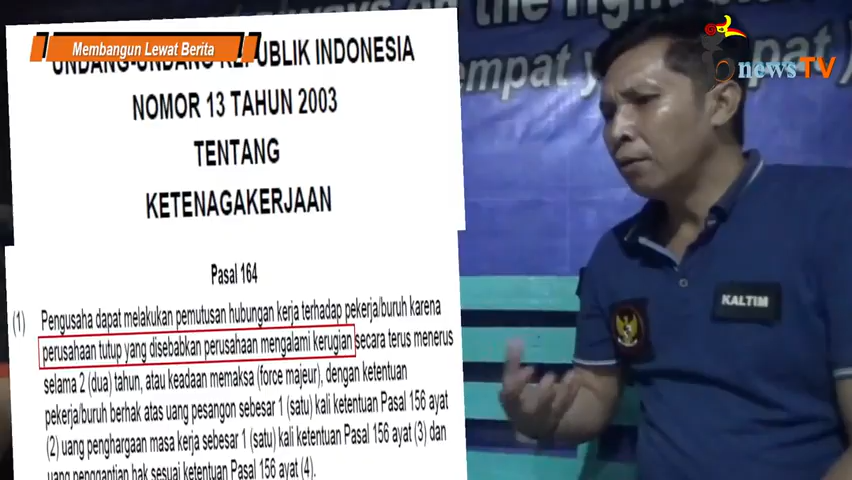 Membangun Lewat Berita
UNDANG-UNDANG REPUBLIK INDONESIA
NOMOR 13 TAHUN 2003
TENTANG
KETENAGAKERJAAN
Pasal 164
(1) Pengusaha dapat melakukan pemutusan hubungan kerja terhadap pekerja/buruh karena
perusahaan tutup yang disebabkan perusahaan mengalami kerugian secara terus menerus
selama 2 (dua) tahun, atau keadaan memaksa (force majeur), dengan ketentuan
pekerja/buruh berhak atas uang pesangon sebesar 1 (satu) kali ketentuan Pasal 156 ayat
(2) uang penghargaan masa kerja sebesar 1 (satu) kali ketentuan Pasal 156 ayat (3) dan
uang penggantian hak sesuai ketentuan Pasal 156 ayat (4).
on the right
empat
newsTV
KALTIM